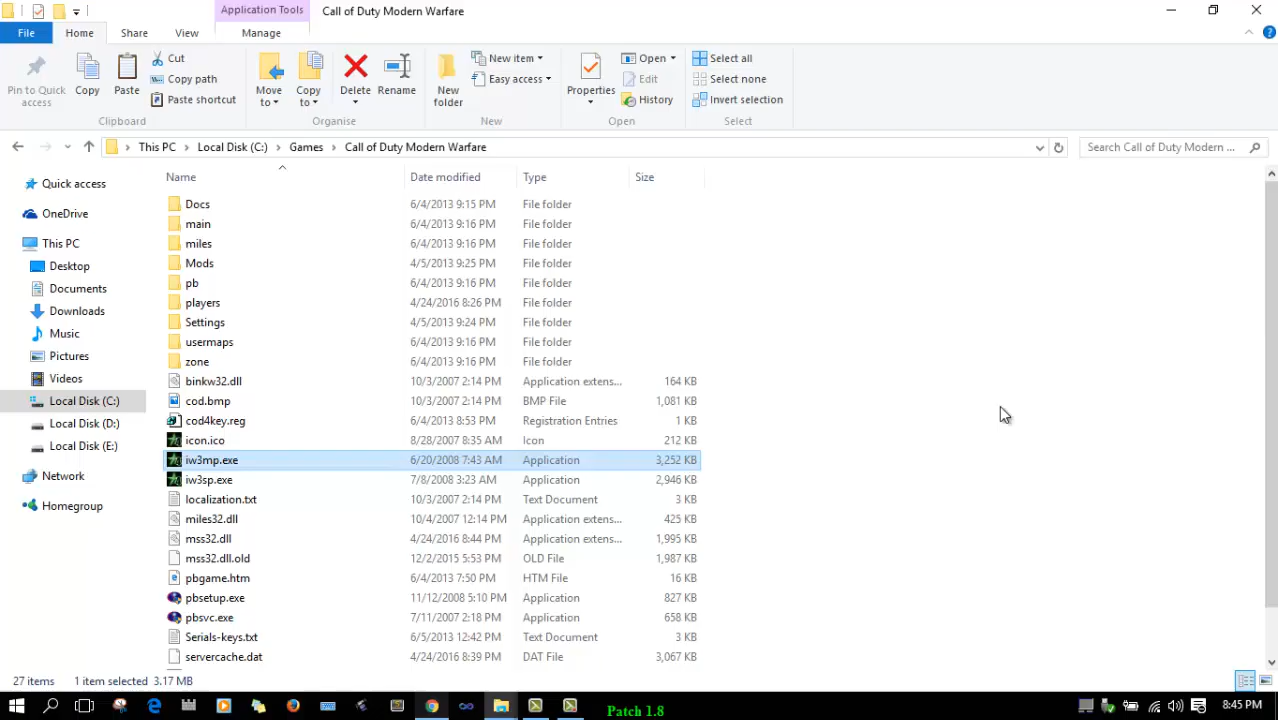 Application Tools
Call of Duty Modern Warfare
File
Home
Share
View
Manage
Pin to Quick access
Copy
Paste
Cut
Copy path
Paste shortcut
Clipboard
Move to
Copy to
Delete
Rename
Organise
New folder
New item
Easy access
New
Properties
Open
Edit
History
Open
Select all
Select none
Invert selection
Select
This PC > Local Disk (C:) > Games > Call of Duty Modern Warfare
Search Call of Duty Modern ...
Name Date modified Type Size
Quick access
OneDrive
This PC
Desktop
Documents
Downloads
Music
Pictures
Videos
Local Disk (C:)
Local Disk (D:)
Local Disk (E:)
Network
Homegroup
Docs 6/4/2013 9:15 PM File folder
main 6/4/2013 9:16 PM File folder
miles 6/4/2013 9:16 PM File folder
Mods 4/5/2013 9:25 PM File folder
pb 6/4/2013 9:16 PM File folder
players 4/24/2016 8:26 PM File folder
Settings 4/5/2013 9:24 PM File folder
usermaps 6/4/2013 9:16 PM File folder
zone 6/4/2013 9:16 PM File folder
binkw32.dll 10/3/2007 2:14 PM Application extens... 164 KB
cod.bmp 10/3/2007 2:14 PM BMP File 1,081 KB
cod4key.reg 6/4/2013 8:53 PM Registration Entries 1 KB
icon.ico 8/28/2007 8:35 AM Icon 212 KB
iw3mp.exe 6/20/2008 7:43 AM Application 3,252 KB
iw3sp.exe 7/8/2008 3:23 AM Application 2,946 KB
localization.txt 10/3/2007 2:14 PM Text Document 3 KB
miles32.dll 10/4/2007 12:14 PM Application extens... 425 KB
mss32.dll 4/24/2016 8:44 PM Application extens... 1,995 KB
mss32.dll.old 12/2/2015 5:53 PM OLD File 1,987 KB
pbgame.htm 6/4/2013 7:50 PM HTM File 16 KB
pbsetup.exe 11/12/2008 5:10 PM Application 827 KB
pbsvc.exe 7/11/2007 2:18 PM Application 658 KB
Serials-keys.txt 6/5/2013 12:42 PM Text Document 3 KB
servercache.dat 4/24/2016 8:39 PM DAT File 3,067 KB
27 items 1 item selected 3.17 MB
Patch 1.8
8:45 PM